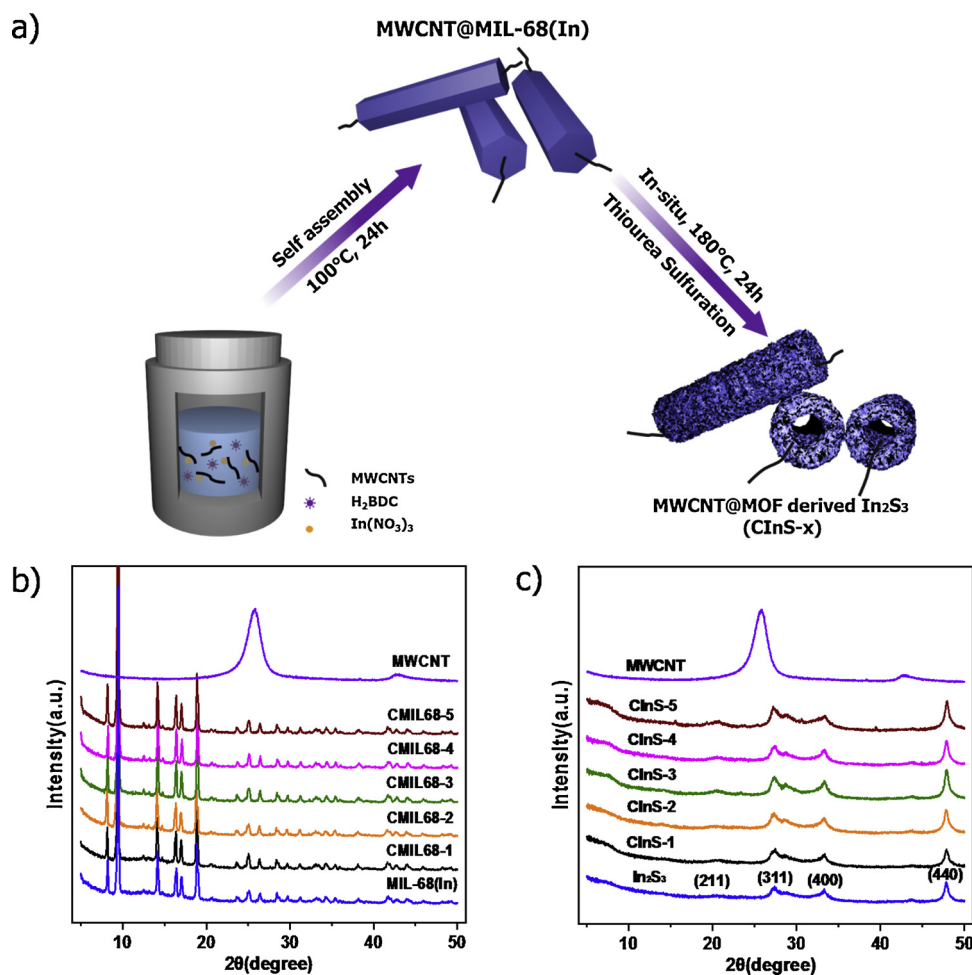 a)
MWCNT@MIL-68(In)
Self assembly
100°C, 24h
In-situ, 180°C, 24h
Thiourea Sulfuration
MWCNTs
H₂BDC
In(NO₃)₃
MWCNT@MOF derived In₂S₃
(CInS-x)
b)
Intensity(a.u.)
MWCNT
CMIL68-5
CMIL68-4
CMIL68-3
CMIL68-2
CMIL68-1
MIL-68(In)
10 20 30 40 50
2θ(degree)
c)
Intensity(a.u.)
MWCNT
CInS-5
CInS-4
CInS-3
CInS-2
CInS-1
In₂S₃
(211) (311) (400) (440)
10 20 30 40 50
2θ(degree)